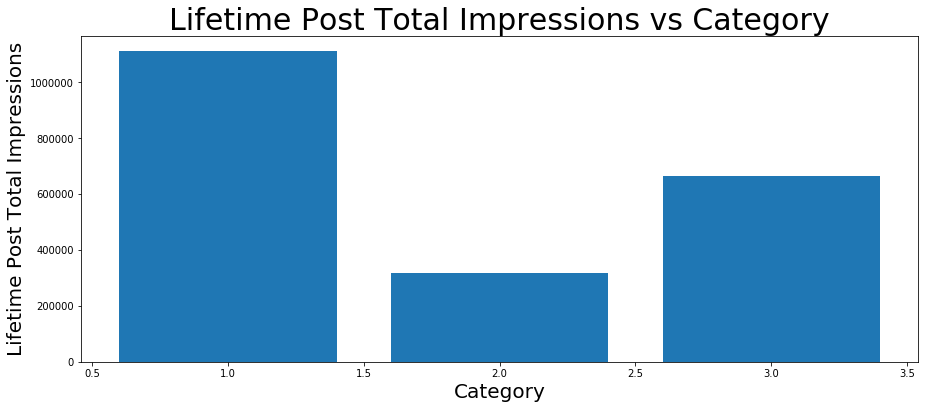 Lifetime Post Total Impressions vs Category
Lifetime Post Total Impressions
1000000
800000
600000
400000
200000
0
0.5 1.0 1.5 2.0 2.5 3.0 3.5
Category